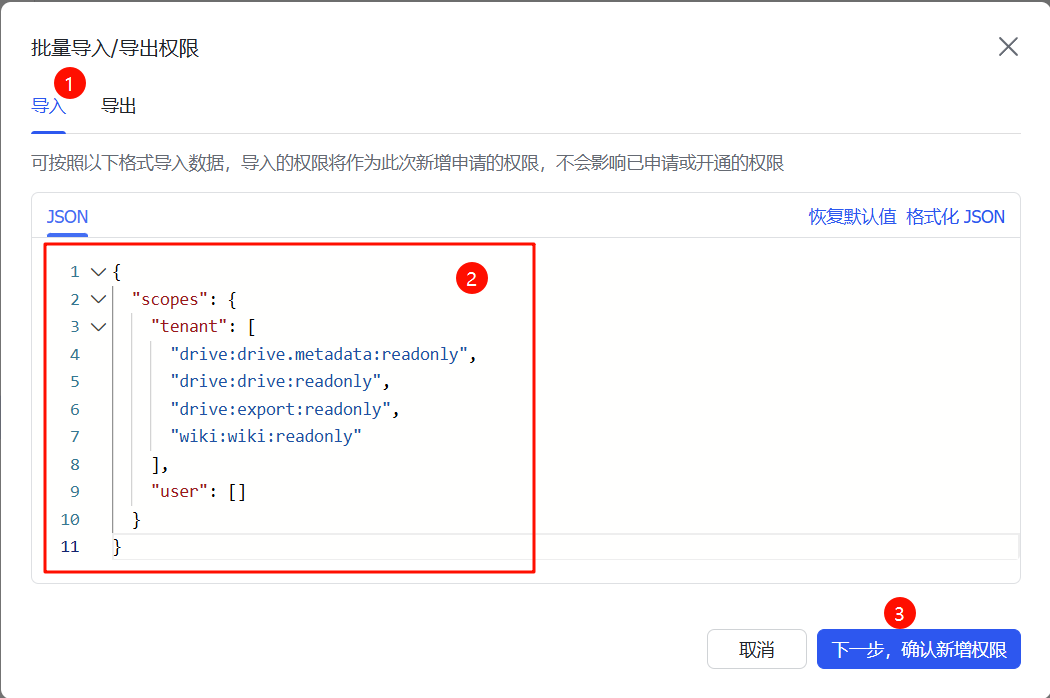 批量导入/导出权限
1
导入 导出
可按照以下格式导入数据，导入的权限将作为此次新增申请的权限，不会影响已申请或开通的权限
JSON 恢复默认值 格式化 JSON
2
1 {
2 "scopes": {
3 "tenant": [
4 "drive:drive.metadata:readonly",
5 "drive:drive:readonly",
6 "drive:export:readonly",
7 "wiki:wiki:readonly"
8 ],
9 "user": []
10 }
11 }
3
取消 下一步，确认新增权限